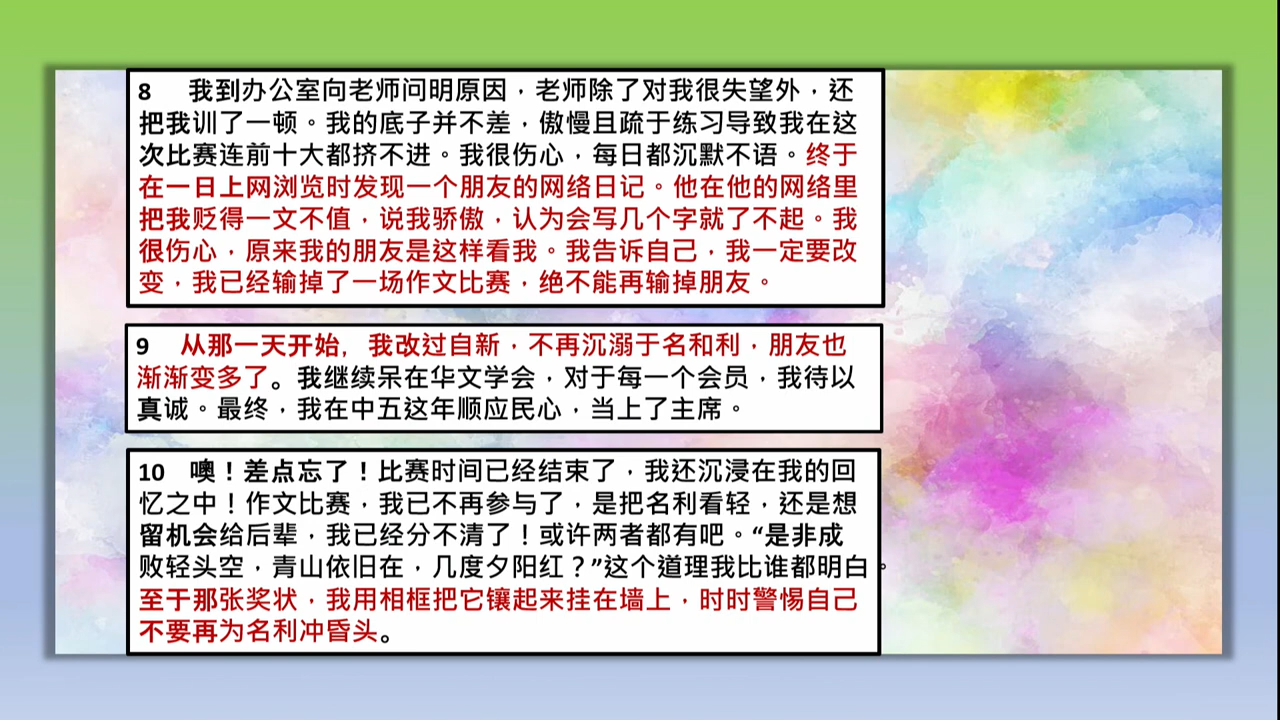 8 我到办公室向老师问明原因，老师除了对我很失望外，还
把我训了一顿。我的底子并不差，傲慢且疏于练习导致我在这
次比赛连前十大都挤不进。我很伤心，每日都沉默不语。终于
在一日上网浏览时发现一个朋友的网络日记。他在他的网络里
把我贬得一文不值，说我骄傲，认为会写几个字就了不起。我
很伤心，原来我的朋友是这样看我。我告诉自己，我一定要改
变，我已经输掉了一场作文比赛，绝不能再输掉朋友。
9 从那一天开始，我改过自新，不再沉溺于名和利，朋友也
渐渐变多了。我继续呆在华文学会，对于每一个会员，我待以
真诚。最终，我在中五这年顺应民心，当上了主席。
10 噢！差点忘了！比赛时间已经结束了，我还沉浸在我的回
忆之中！作文比赛，我已不再参与了，是把名利看轻，还是想
留机会给后辈，我已经分不清了！或许两者都有吧。“是非成
败轻头空，青山依旧在，几度夕阳红？”这个道理我比谁都明白。
至于那张奖状，我用相框把它镶起来挂在墙上，时时警惕自己
不要再为名利冲昏头。